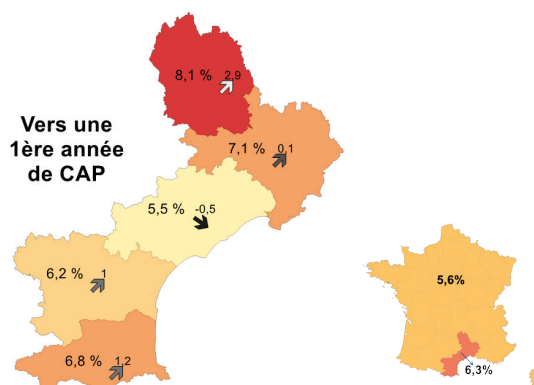 8,1 % 2,9
Vers une
1ère année
de CAP
7,1 % 0,1
5,5 % -0,5
6,2 % 1
6,8 % 1,2
5,6%
6,3%